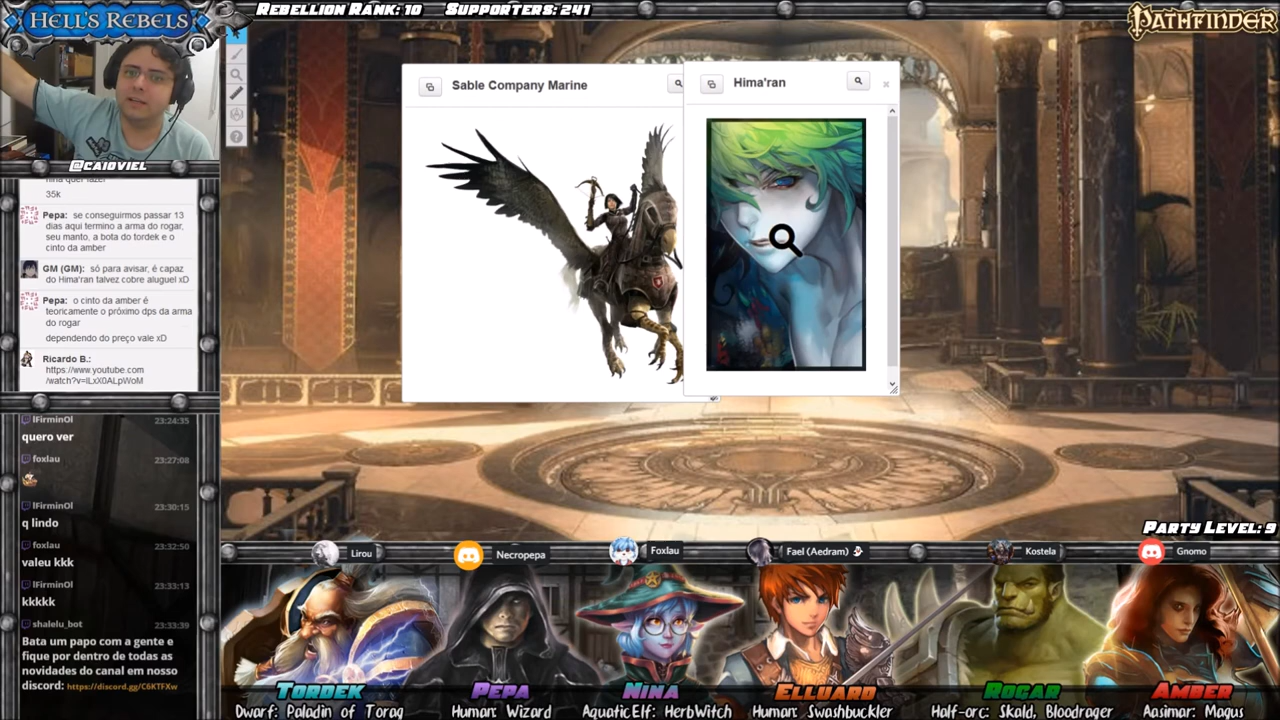 HELL'S REBELS
REBELLION RANK: 10 SUPPORTERS: 241
PATHFINDER
@CAIOVIEL
Sable Company Marine
Hima'ran
35k
Pepa: se conseguirmos passar 13
dias aqui termino a arma do rogar,
seu manto, a bota do tordek e o
cinto da amber
GM (GM): só para avisar, é capaz
do Hima'ran talvez cobre aluguel xD
Pepa: o cinto da amber é
teoricamente o próximo dps da arma
do rogar
dependendo do preço vale xD
Ricardo B.:
https://www.youtube.com
/watch?v=lLxX0ALpWoM
lFirminOl 23:24:35
quero ver
foxlau 23:27:08
lFirminOl 23:30:15
q lindo
foxlau 23:32:50
valeu kkk
lFirminOl 23:33:13
kkkkk
shalelu_bot 23:33:39
Bata um papo com a gente e
fique por dentro de todas as
novidades do canal em nosso
discord: https://discord.gg/C6KTFXw
PARTY LEVEL: 9
Lirou
Necropepa
Foxlau
Fael (Aedram)
Kostela
Gnomo
TORDEK
Dwarf: Paladin of Torag
PEPA
Human: Wizard
NINA
AquaticElf: HerbWitch
ELLUARD
Human: Swashbuckler
ROGAR
Half-orc: Skald, Bloodrager
AMBER
Aasimar: Magus